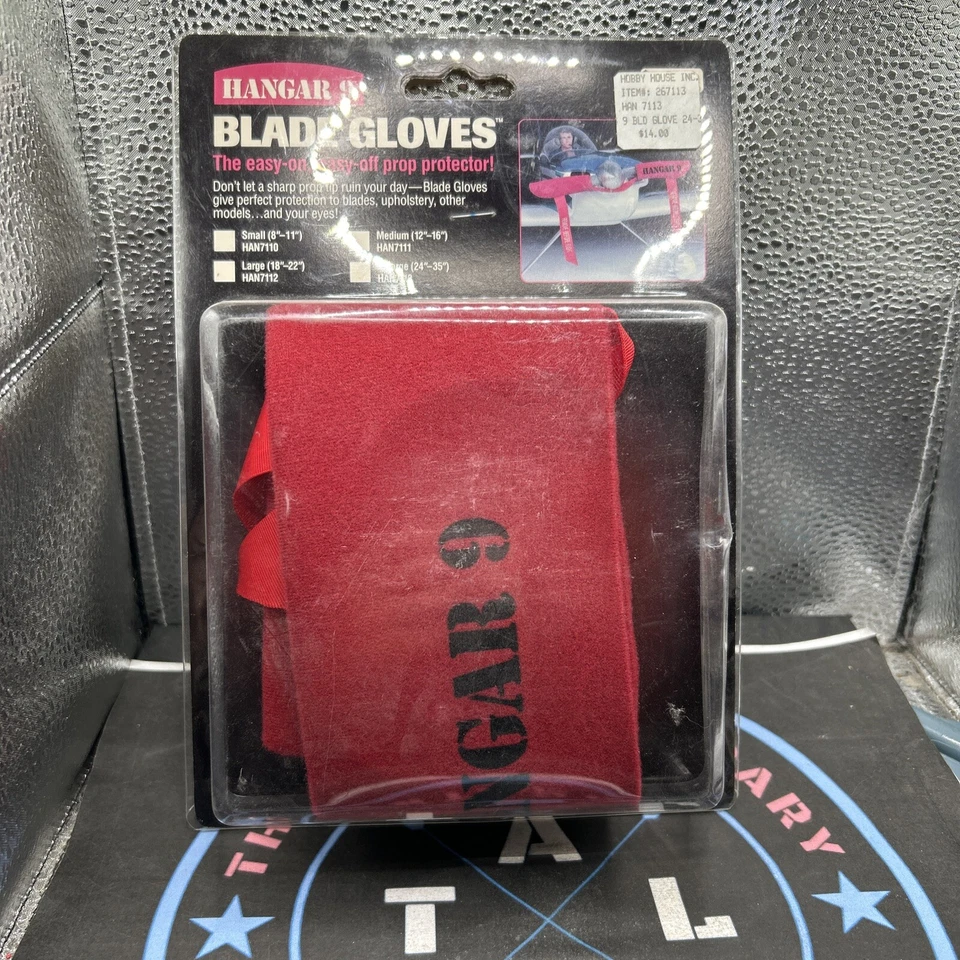 HANGAR 9
BLADE GLOVES™
The easy-on, easy-off prop protector!
Don't let a sharp prop tip ruin your day—Blade Gloves
give perfect protection to blades, upholstery, other
models...and your eyes!
Small (8"–11")
HAN7110
Medium (12"–16")
HAN7111
Large (18"–22")
HAN7112
(24"–35")
HOBBY HOUSE INC.
ITEM#: 267113
HAN 7113
9 BLD GLOVE 24-
$14.00
HANGAR 9
NGAR 9
TH
ARY
A
T L